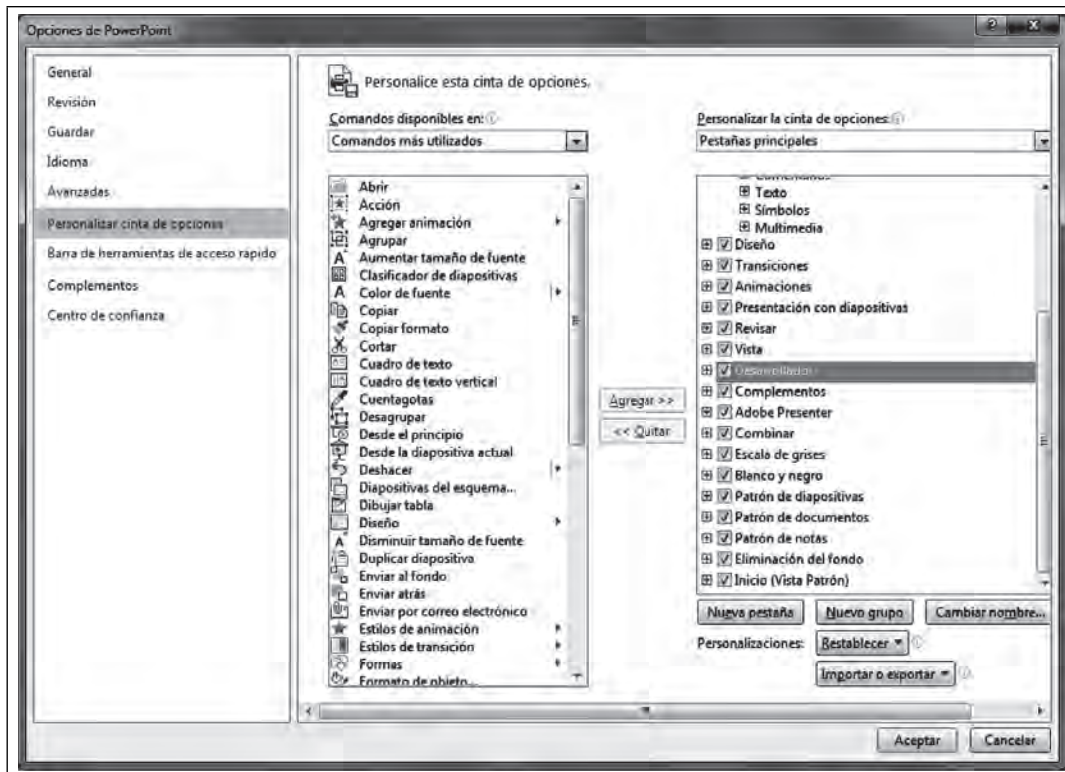 Opciones de PowerPoint
General
Revisión
Guardar
Idioma
Avanzadas
Personalizar cinta de opciones
Barra de herramientas de acceso rápido
Complementos
Centro de confianza
Personalice esta cinta de opciones.
Comandos disponibles en:
Comandos más utilizados
Abrir
Acción
Agregar animación
Agrupar
Aumentar tamaño de fuente
Clasificador de diapositivas
Color de fuente
Copiar
Copiar formato
Cortar
Cuadro de texto
Cuadro de texto vertical
Cuentagotas
Desagrupar
Desde el principio
Desde la diapositiva actual
Deshacer
Diapositivas del esquema...
Dibujar tabla
Diseño
Disminuir tamaño de fuente
Duplicar diapositiva
Enviar al fondo
Enviar atrás
Enviar por correo electrónico
Estilos de animación
Estilos de transición
Formas
Formato de objeto...
Agregar >>
<< Quitar
Personalizar la cinta de opciones:
Pestañas principales
Comentarios
Texto
Símbolos
Multimedia
Diseño
Transiciones
Animaciones
Presentación con diapositivas
Revisar
Vista
Desarrollador
Complementos
Adobe Presenter
Combinar
Escala de grises
Blanco y negro
Patrón de diapositivas
Patrón de documentos
Patrón de notas
Eliminación del fondo
Inicio (Vista Patrón)
Nueva pestaña Nuevo grupo Cambiar nombre...
Personalizaciones: Restablecer
Importar o exportar
Aceptar Cancelar